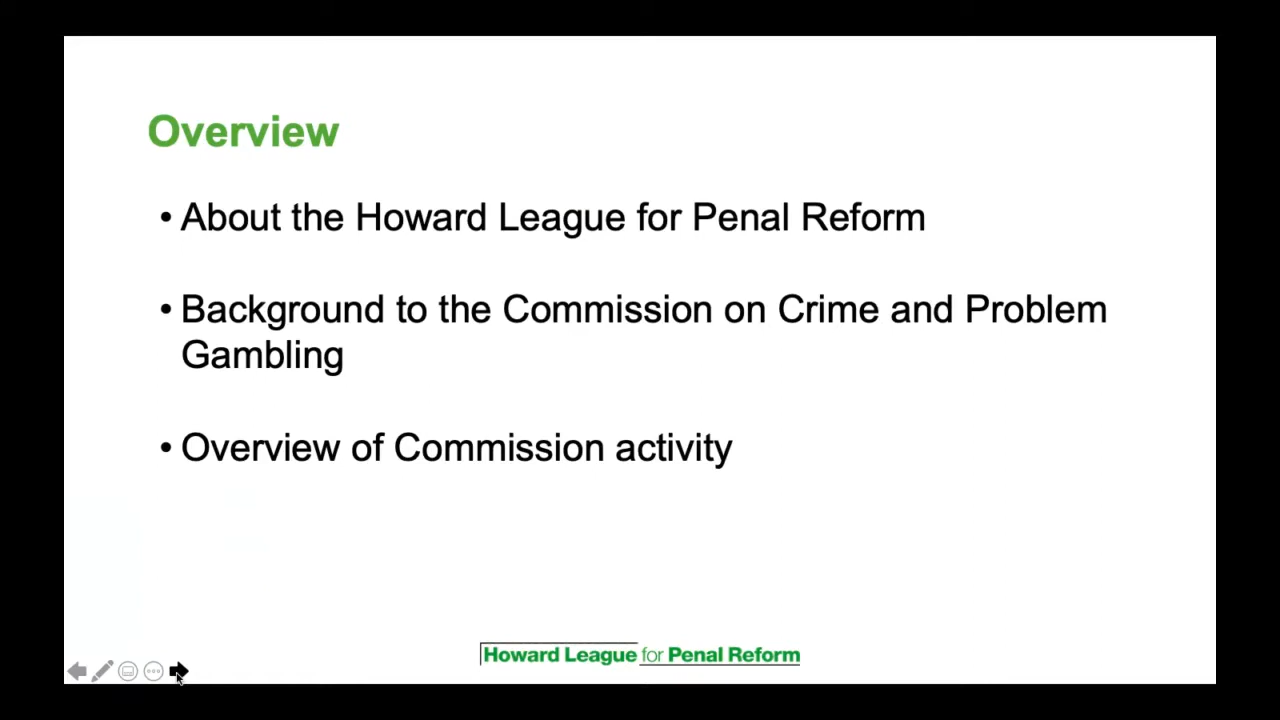 Overview
• About the Howard League for Penal Reform
• Background to the Commission on Crime and Problem
Gambling
• Overview of Commission activity
Howard League for Penal Reform